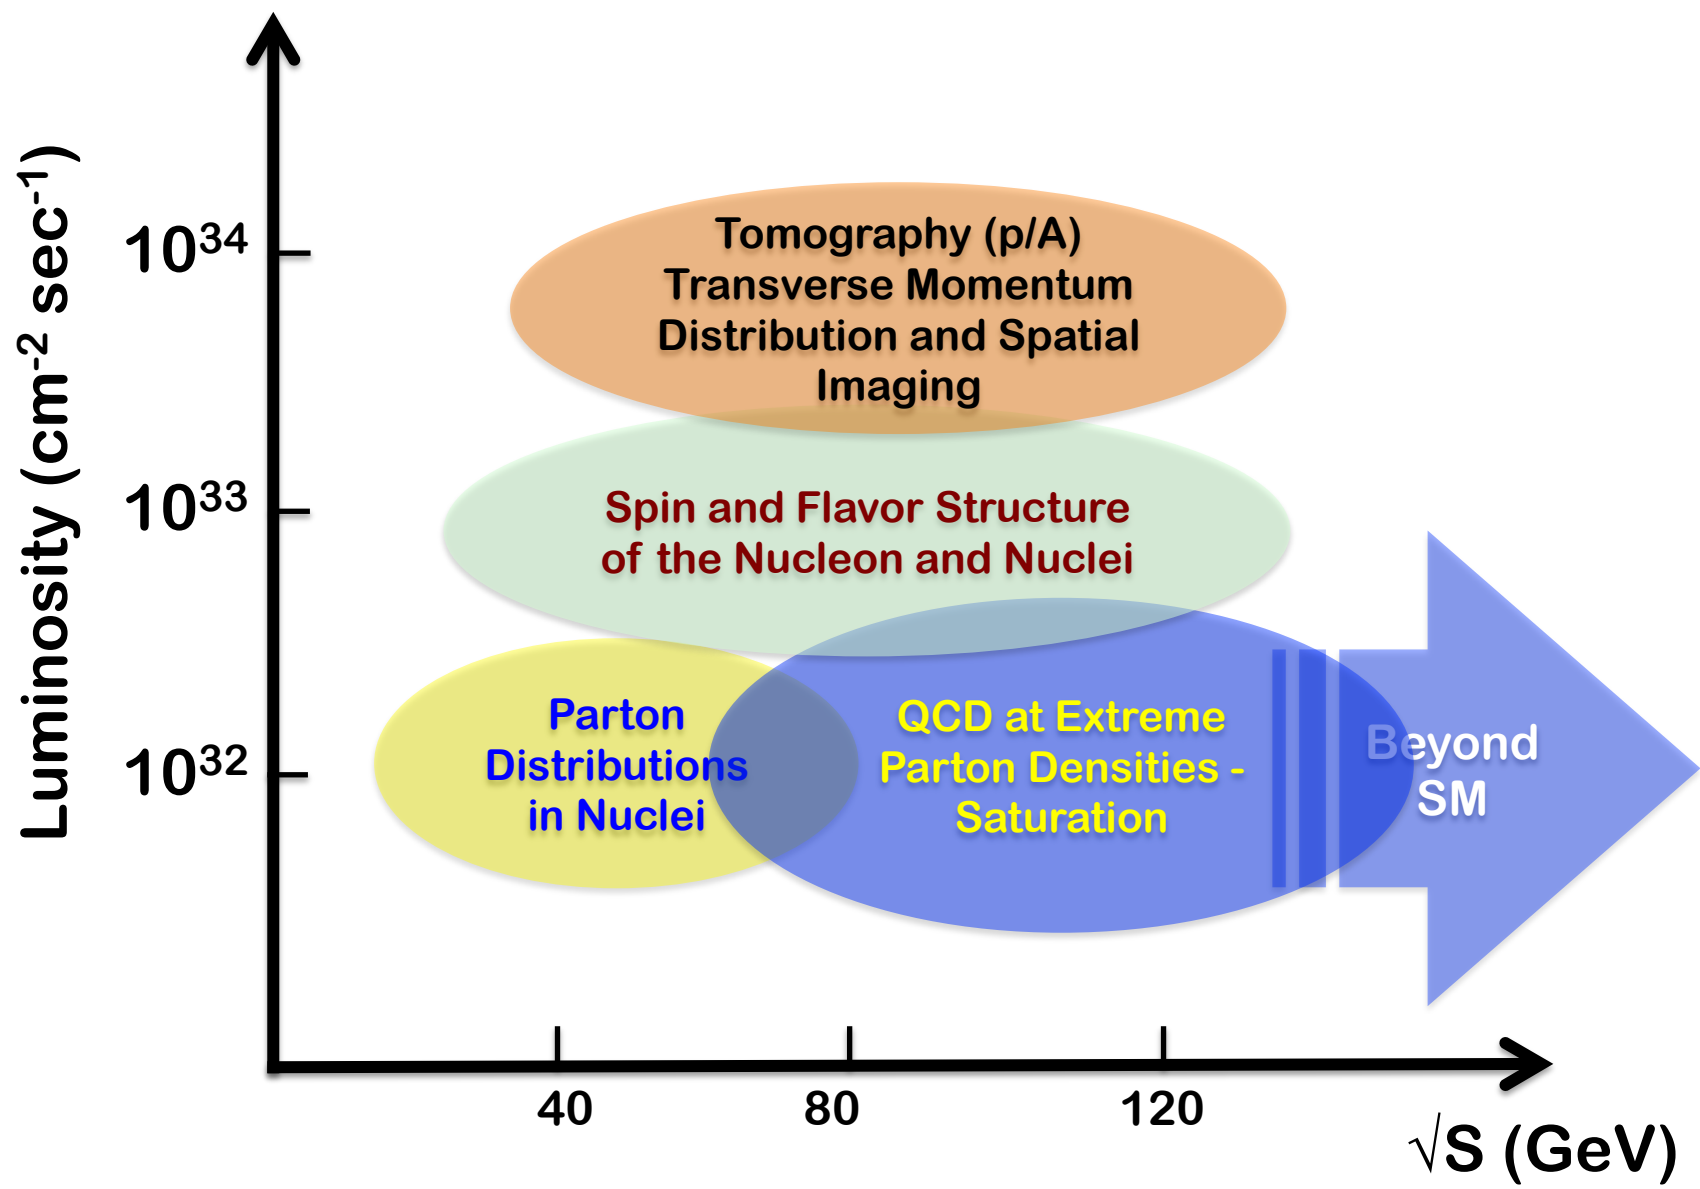 Luminosity (cm⁻² sec⁻¹)
10³⁴
10³³
10³²
Tomography (p/A)
Transverse Momentum
Distribution and Spatial
Imaging
Spin and Flavor Structure
of the Nucleon and Nuclei
Parton
Distributions
in Nuclei
QCD at Extreme
Parton Densities -
Saturation
Beyond
SM
40
80
120
√S (GeV)